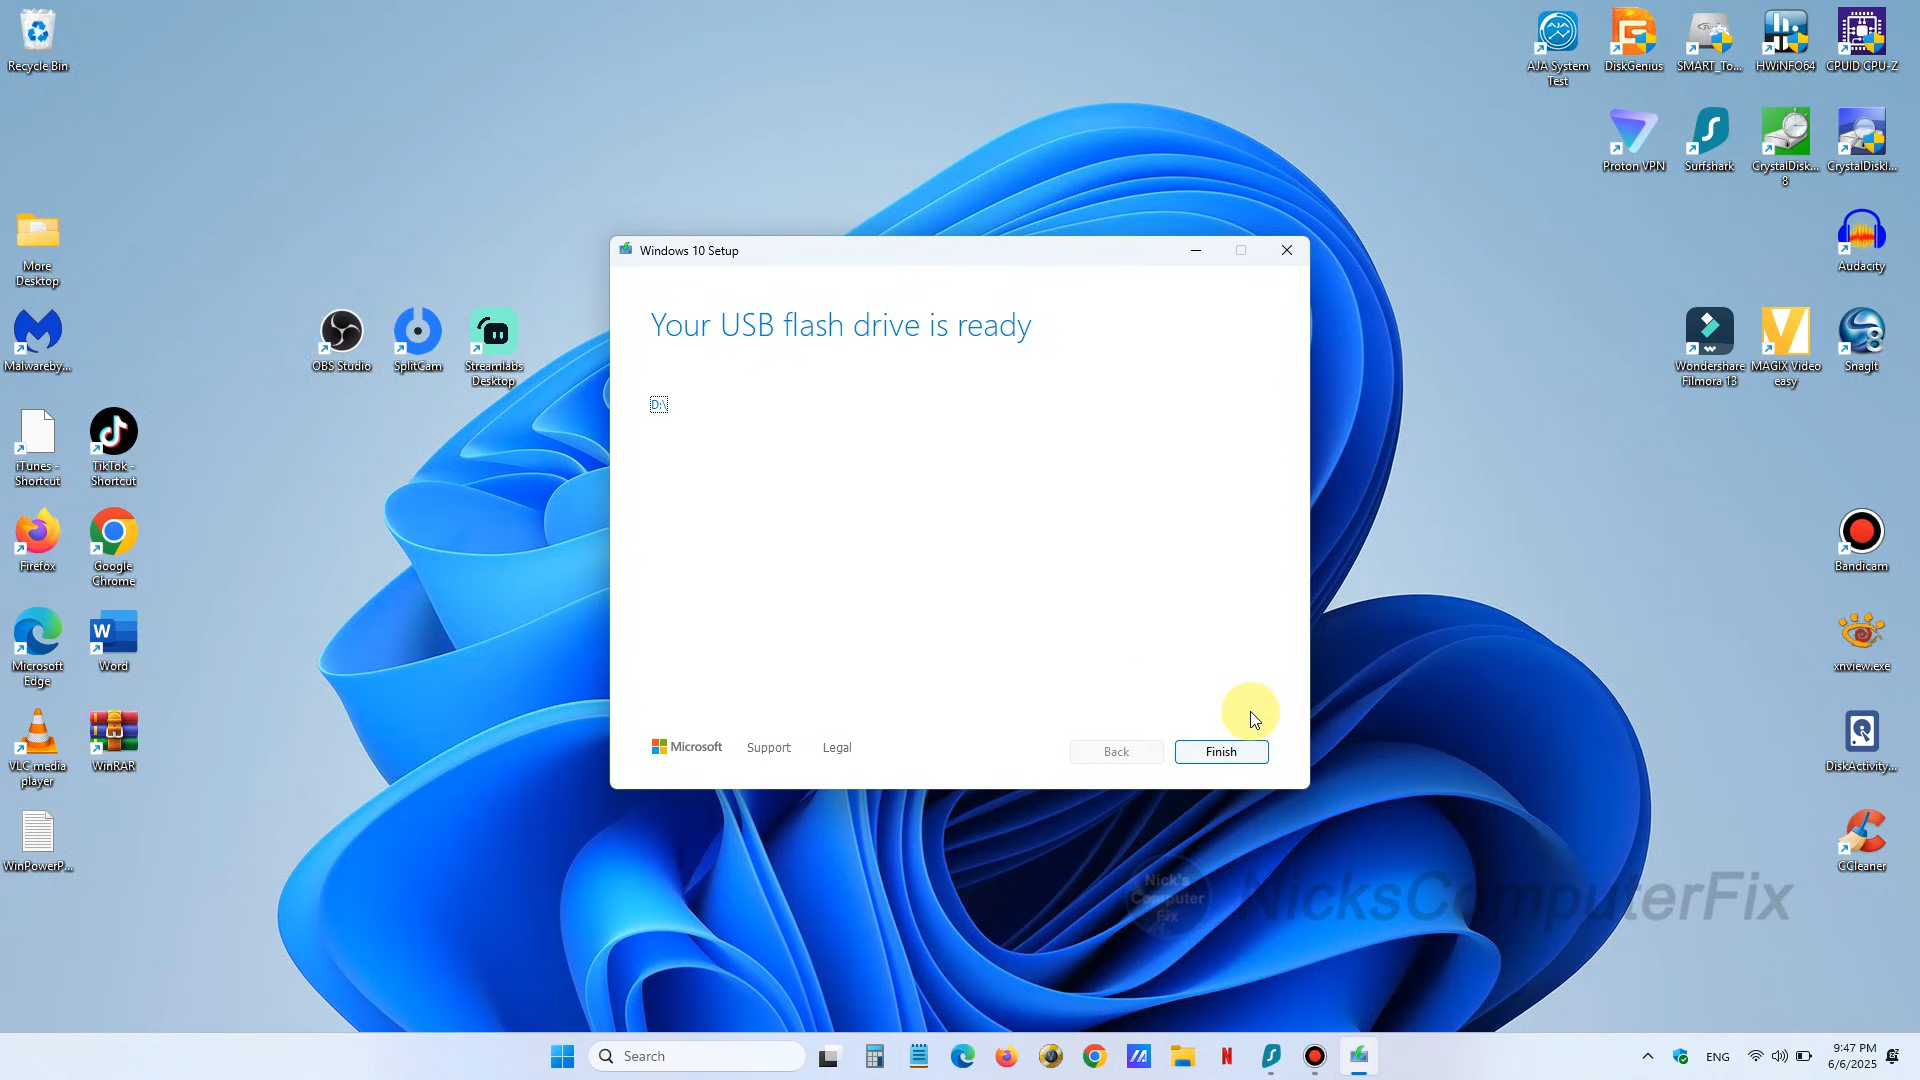 Recycle Bin
AJA System
Test
DiskGenius
SMART_To...
HWiNFO64
CPUID CPU-Z
Proton VPN
Surfshark
CrystalDisk...
8
CrystalDiskI...
More
Desktop
Audacity
Windows 10 Setup
Your USB flash drive is ready
D:\
Malwareby...
OBS Studio
SplitCam
Streamlabs
Desktop
Wondershare
Filmora 13
MAGIX Video
easy
SnagIt
iTunes -
Shortcut
TikTok -
Shortcut
Firefox
Google
Chrome
Bandicam
Microsoft
Edge
Word
xnview.exe
VLC media
player
WinRAR
DiskActivity...
Microsoft
Support
Legal
Back
Finish
WinPowerP...
CCleaner
Nick's
Computer
Fix
NicksComputerFix
Search
ENG
9:47 PM
6/6/2025